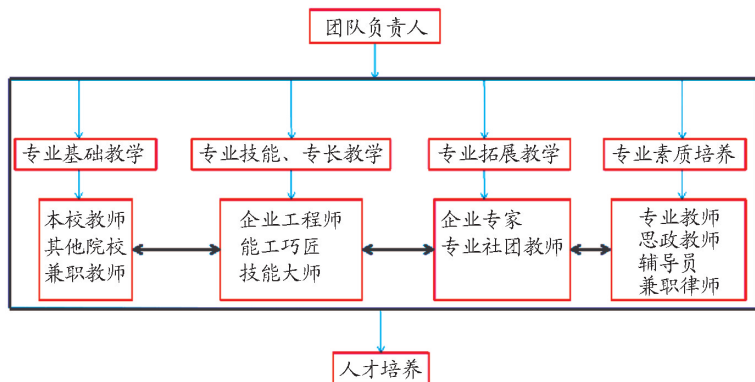 团队负责人
专业基础教学
专业技能、专长教学
专业拓展教学
专业素质培养
本校教师
其他院校
兼职教师
企业工程师
能工巧匠
技能大师
企业专家
专业社团教师
专业教师
思政教师
辅导员
兼职律师
人才培养